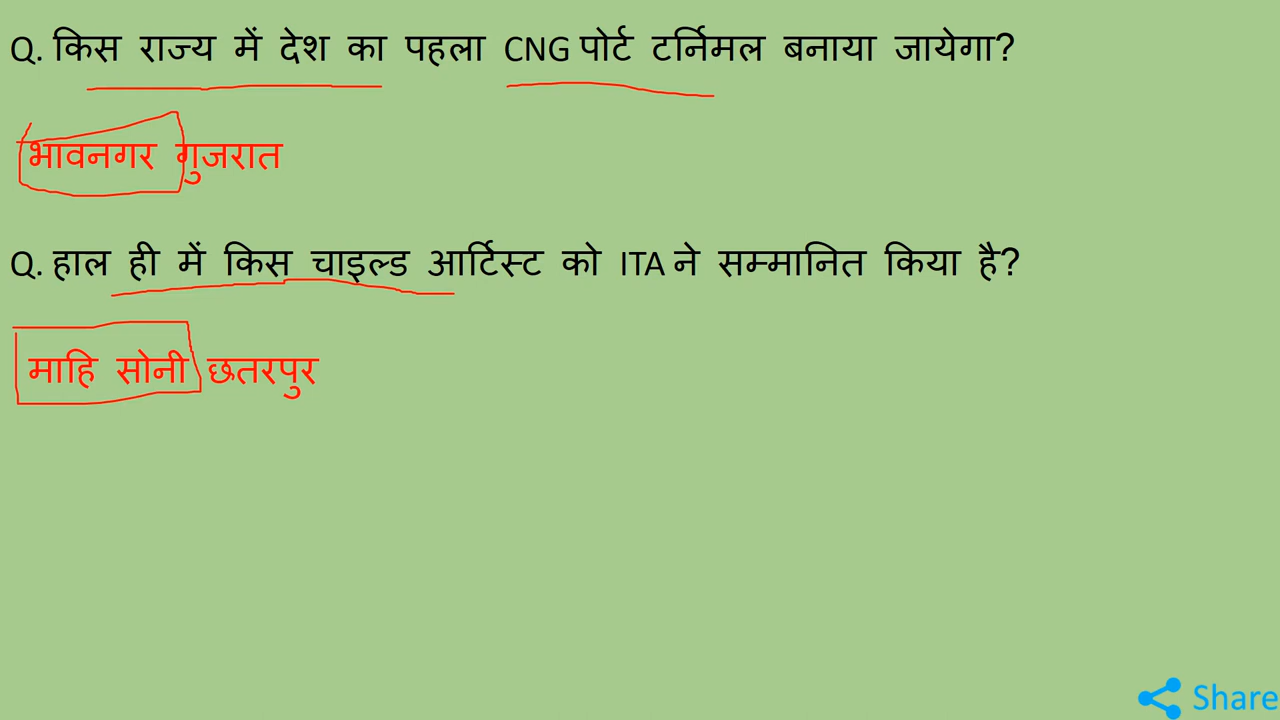 Q. किस राज्य में देश का पहला CNG पोर्ट टर्निमल बनाया जायेगा?
भावनगर गुजरात
Q. हाल ही में किस चाइल्ड आर्टिस्ट को ITA ने सम्मानित किया है?
माहि सोनी छतरपुर
Share